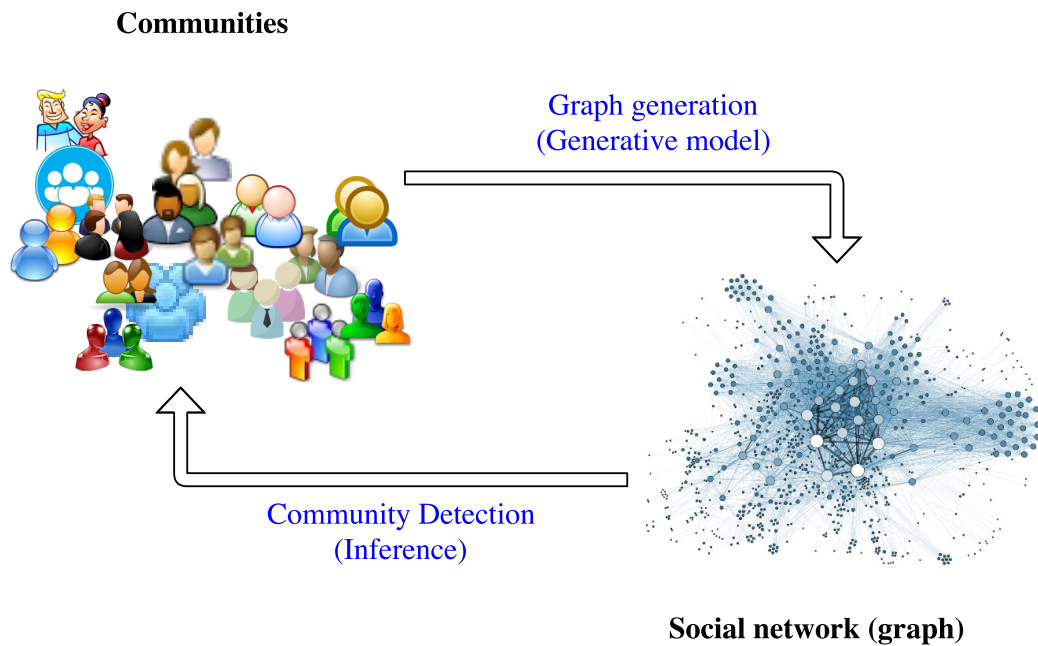 Communities
Graph generation
(Generative model)
Community Detection
(Inference)
Social network (graph)